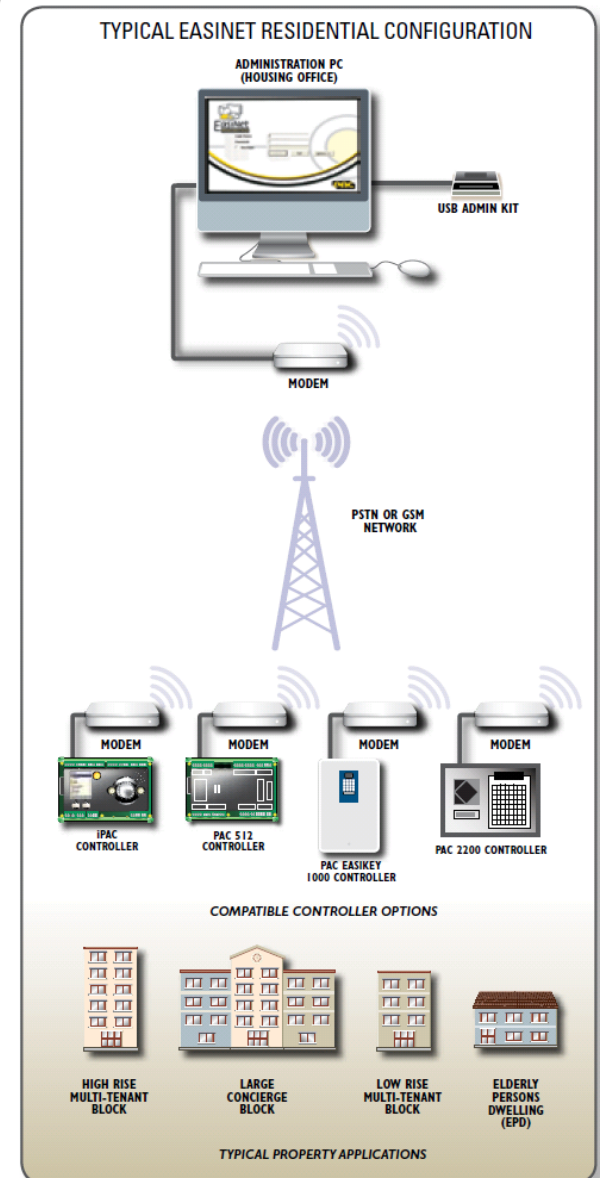 TYPICAL EASINET RESIDENTIAL CONFIGURATION
ADMINISTRATION PC
(HOUSING OFFICE)
EasiNet
PAC
USB ADMIN KIT
MODEM
PSTN OR GSM
NETWORK
MODEM
MODEM
MODEM
MODEM
iPAC
CONTROLLER
PAC 512
CONTROLLER
PAC EASIKEY
1000 CONTROLLER
PAC 2200 CONTROLLER
COMPATIBLE CONTROLLER OPTIONS
HIGH RISE
MULTI-TENANT
BLOCK
LARGE
CONCIERGE
BLOCK
LOW RISE
MULTI-TENANT
BLOCK
ELDERLY
PERSONS
DWELLING
(EPD)
TYPICAL PROPERTY APPLICATIONS